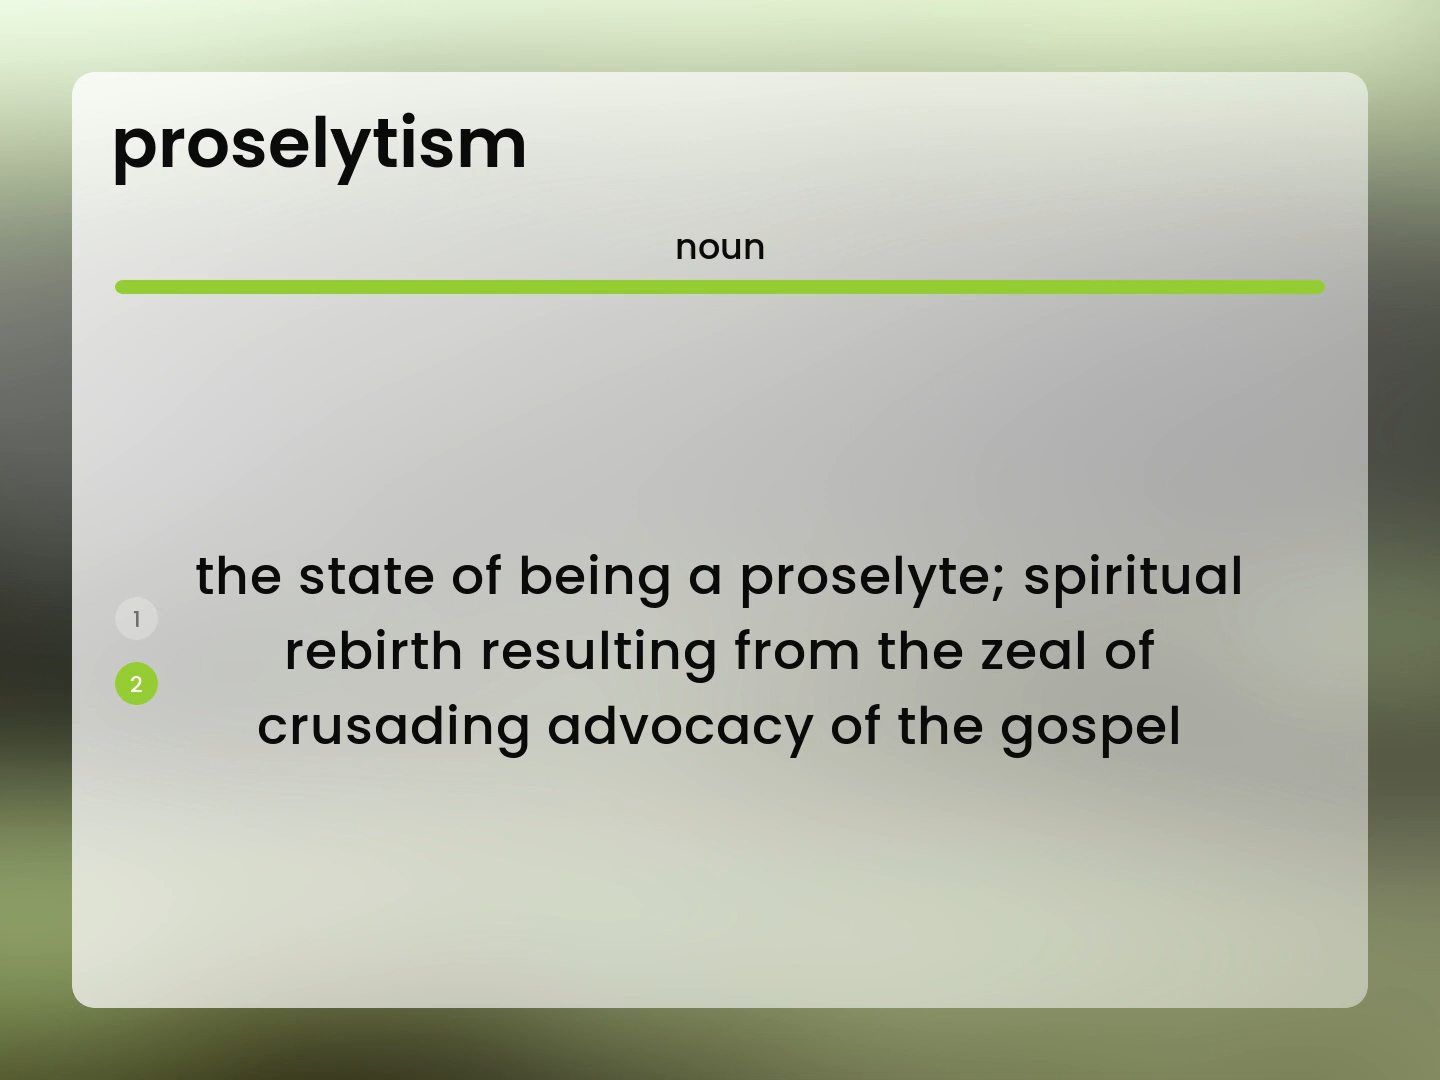 proselytism
noun
1
2
the state of being a proselyte; spiritual
rebirth resulting from the zeal of
crusading advocacy of the gospel